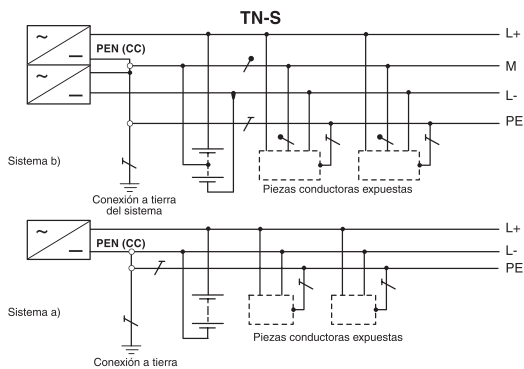 TN-S
L+
PEN (CC)
M
L-
PE
Sistema b)
Piezas conductoras expuestas
Conexión a tierra
del sistema
L+
PEN (CC)
L-
PE
Sistema a)
Piezas conductoras expuestas
Conexión a tierra